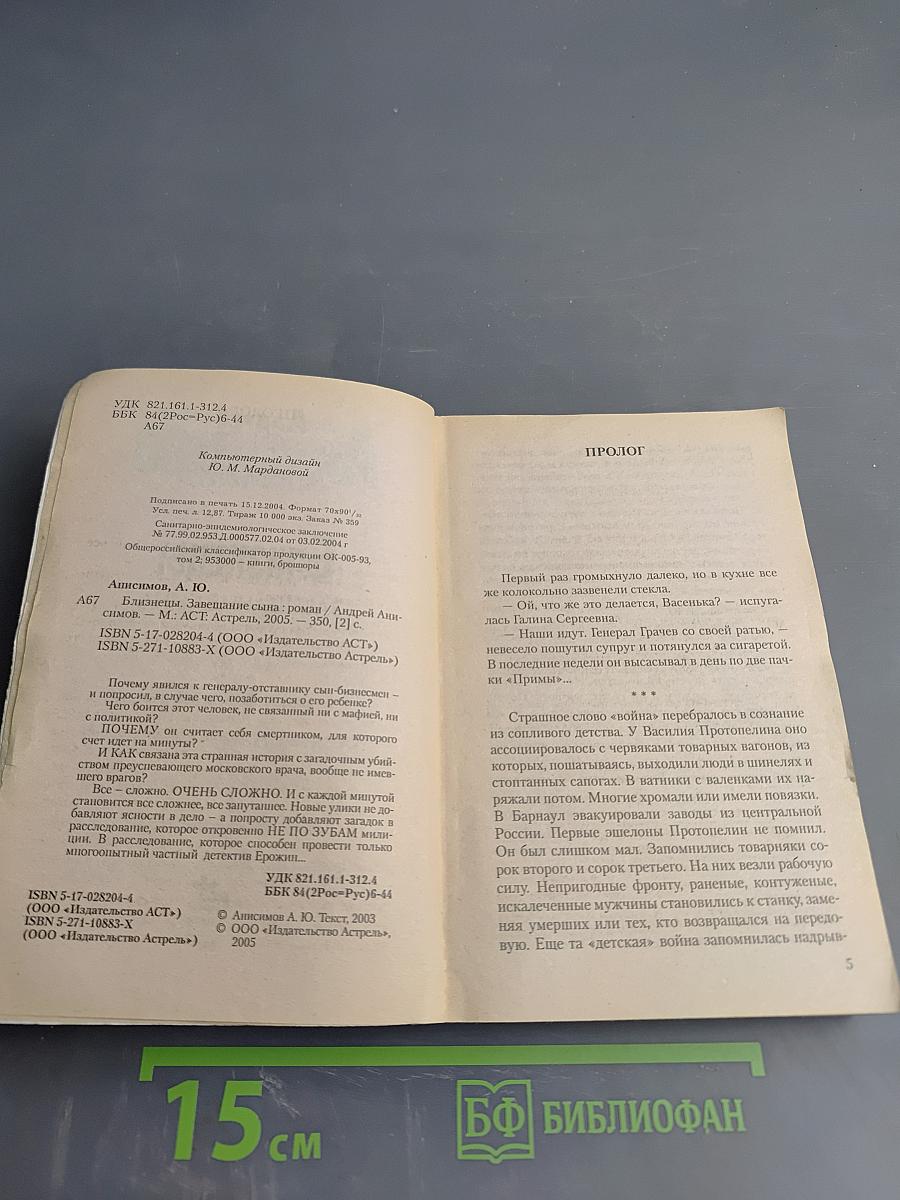 УДК 821.161.1-312.4
ББК 84(2Рос=Рус)6-44
А67
Компьютерный дизайн
Ю. М. Мардановой
Подписано в печать 15.12.2004. Формат 70х90¹/₃₂
Усл. печ. л. 12,87. Тираж 10 000 экз. Заказ № 359
Санитарно-эпидемиологическое заключение
№ 77.99.02.953.Д.000577.02.04 от 03.02.2004 г
Общероссийский классификатор продукции ОК-005-93,
том 2; 953000 – книги, брошюры
Анисимов, А. Ю.
А67 Близнецы. Завещание сына : роман / Андрей Ани-
симов. — М.: АСТ: Астрель, 2005. — 350, [2] с.
ISBN 5-17-028204-4 (ООО «Издательство АСТ»)
ISBN 5-271-10883-Х (ООО «Издательство Астрель»)
Почему явился к генералу-отставнику сын-бизнесмен –
и попросил, в случае чего, позаботиться о его ребенке?
Чего боится этот человек, не связанный ни с мафией, ни
с политикой?
ПОЧЕМУ он считает себя смертником, для которого
счет идет на минуты?
И КАК связана эта странная история с загадочным убий-
ством преуспевающего московского врача, вообще не имев-
шего врагов?
Все – сложно. ОЧЕНЬ СЛОЖНО. И с каждой минутой
становится все сложнее, все запутаннее. Новые улики не до-
бавляют ясности в дело – а попросту добавляют загадок в
расследование, которое откровенно НЕ ПО ЗУБАМ мили-
ции. В расследование, которое способен провести только
многоопытный частный детектив Ерожин...
УДК 821.161.1-312.4
ББК 84(2Рос=Рус)6-44
ISBN 5-17-028204-4
(ООО «Издательство АСТ»)
ISBN 5-271-10883-Х
(ООО «Издательство Астрель»)
© Анисимов А. Ю. Текст, 2003
© ООО «Издательство Астрель»,
2005
ПРОЛОГ
Первый раз громыхнуло далеко, но в кухне все
же колокольно зазвенели стекла.
— Ой, что же это делается, Васенька? — испуга-
лась Галина Сергеевна.
— Наши идут. Генерал Грачев со своей ратью, —
невесело пошутил супруг и потянулся за сигаретой.
В последние недели он высасывал в день по две пач-
ки «Примы»...
* * *
Страшное слово «война» перебралось в сознание
из сопливого детства. У Василия Протопелина оно
ассоциировалось с червяками товарных вагонов, из
которых, пошатываясь, выходили люди в шинелях и
стоптанных сапогах. В ватники с валенками их на-
ряжали потом. Многие хромали или имели повязки.
В Барнаул эвакуировали заводы из центральной
России. Первые эшелоны Протопелин не помнил.
Он был слишком мал. Запомнились товарняки со-
рок второго и сорок третьего. На них везли рабочую
силу. Непригодные фронту, раненые, контуженые,
искалеченные мужчины становились к станку, заме-
няя умерших или тех, кто возвращался на передо-
вую. Еще та «детская» война запомнилась надрыв-
5
15 см
БФ БИБЛИОФАН